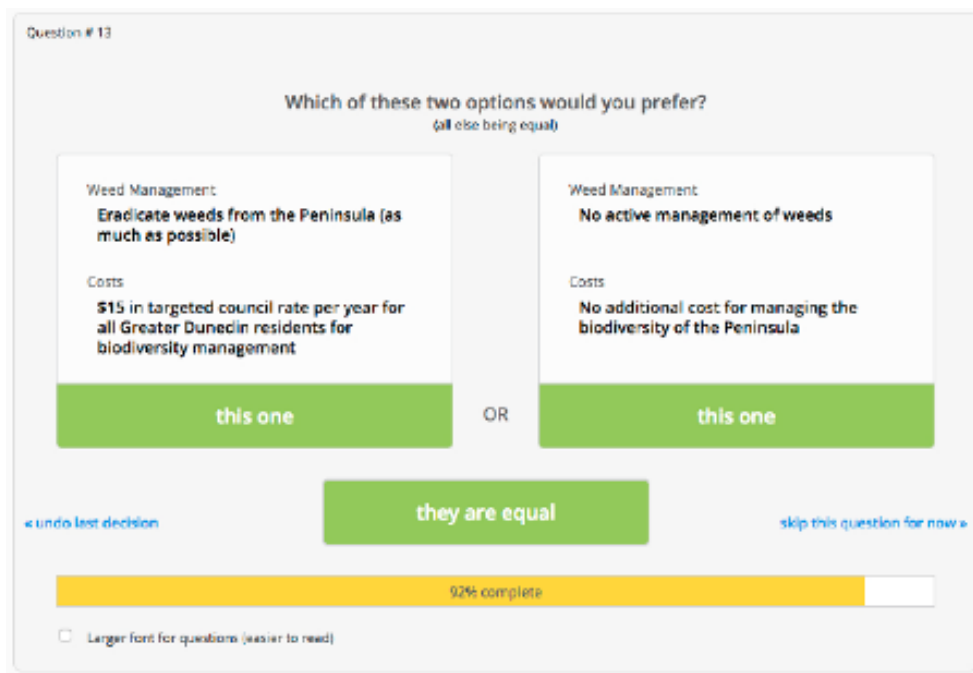 Question # 13
Which of these two options would you prefer?
(all else being equal)
Weed Management
Eradicate weeds from the Peninsula (as
much as possible)
Costs
$15 in targeted council rate per year for
all Greater Dunedin residents for
biodiversity management
this one
OR
Weed Management
No active management of weeds
Costs
No additional cost for managing the
biodiversity of the Peninsula
this one
they are equal
« undo last decision
skip this question for now »
92% complete
Larger font for questions (easier to read)